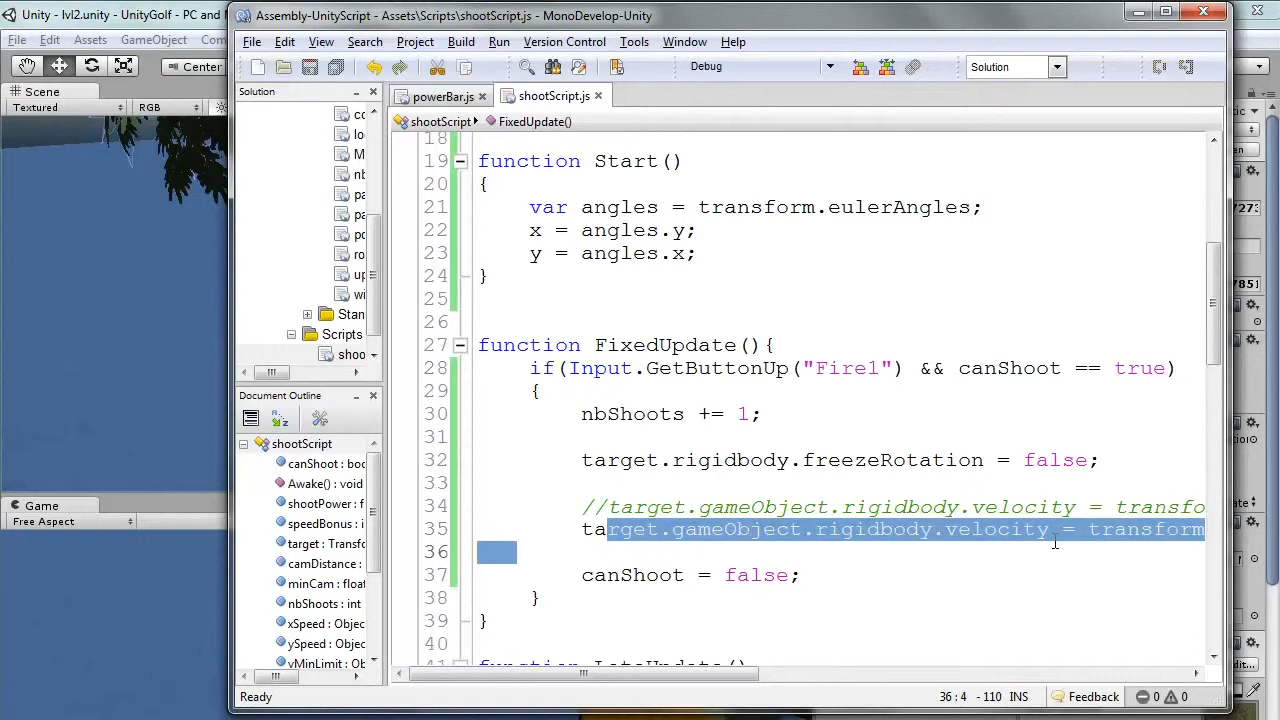 Unity - lvl2.unity - UnityGolf - PC and
File Edit Assets GameObject Com
Center
Scene
Textured RGB
Game
Free Aspect
Assembly-UnityScript - Assets\Scripts\shootScript.js - MonoDevelop-Unity
File Edit View Search Project Build Run Version Control Tools Window Help
Debug
Solution
Solution
powerBar.js shootScript.js
shootScript FixedUpdate()
Stan
Scripts
shoo
Document Outline
shootScript
canShoot : boo
Awake() : void
shootPower : f
speedBonus : in
target : Transfo
camDistance :
minCam : float
nbShoots : int
xSpeed : Objec
ySpeed : Objec
yMinLimit : Ob
18
19 function Start()
20 {
21 var angles = transform.eulerAngles;
22 x = angles.y;
23 y = angles.x;
24 }
25
26
27 function FixedUpdate(){
28 if(Input.GetButtonUp("Fire1") && canShoot == true)
29 {
30 nbShoots += 1;
31
32 target.rigidbody.freezeRotation = false;
33
34 //target.gameObject.rigidbody.velocity = transfo
35 target.gameObject.rigidbody.velocity = transform
36
37 canShoot = false;
38 }
39 }
40
Ready
36 : 4 - 110 INS
Feedback
0 0